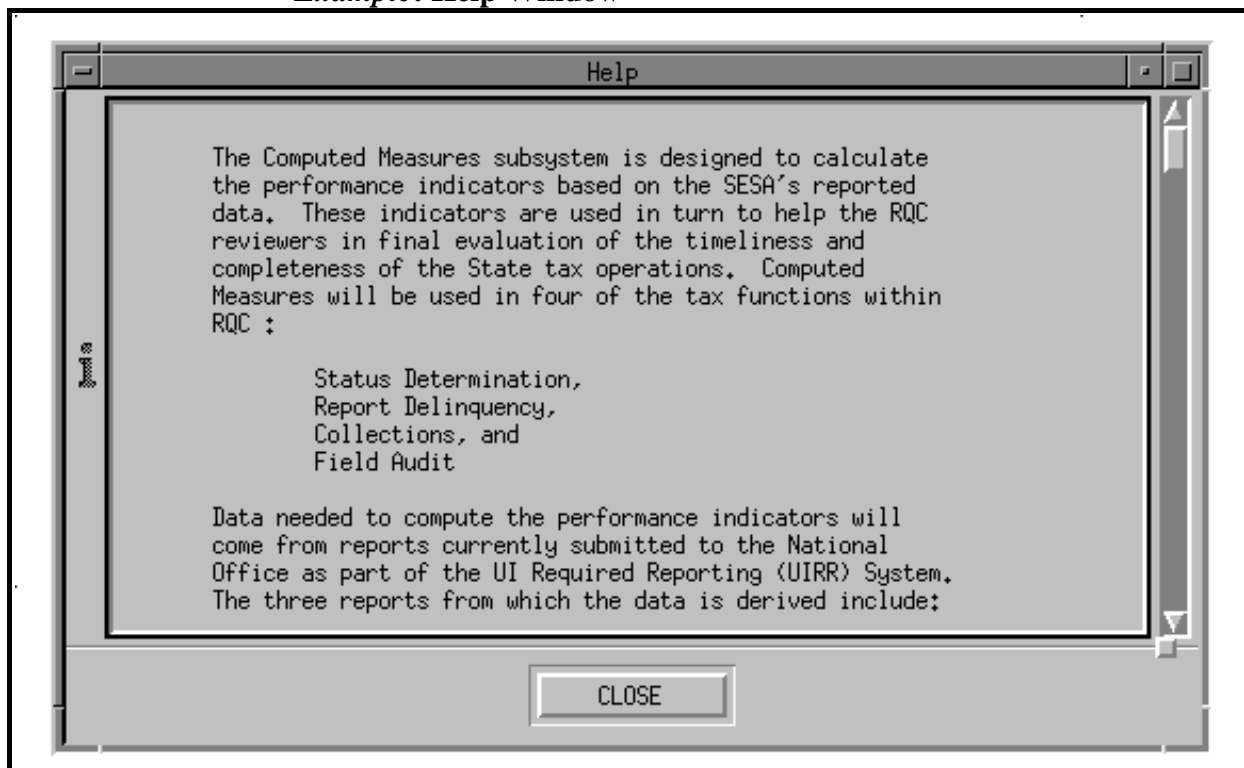 Example: Help Window
Help
The Computed Measures subsystem is designed to calculate
the performance indicators based on the SESA's reported
data.  These indicators are used in turn to help the RQC
reviewers in final evaluation of the timeliness and
completeness of the State tax operations.  Computed
Measures will be used in four of the tax functions within
RQC :
Status Determination,
Report Delinquency,
Collections, and
Field Audit
Data needed to compute the performance indicators will
come from reports currently submitted to the National
Office as part of the UI Required Reporting (UIRR) System.
The three reports from which the data is derived include:
CLOSE